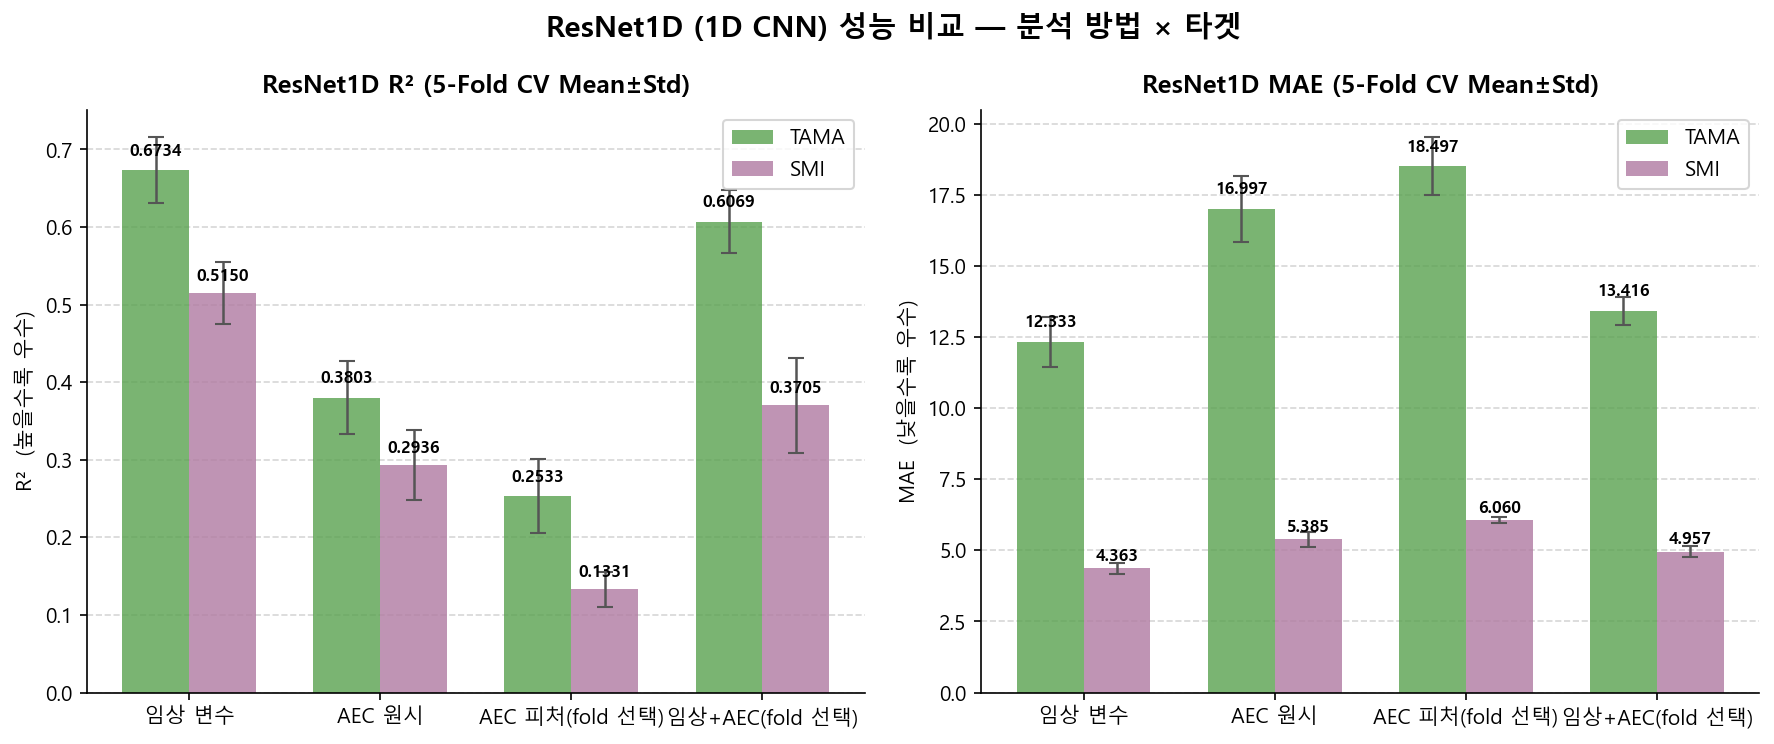 ResNet1D (1D CNN) 성능 비교 — 분석 방법 × 타겟
ResNet1D R² (5-Fold CV Mean±Std)
R² (높을수록 우수)
0.7
0.6
0.5
0.4
0.3
0.2
0.1
0.0
TAMA
SMI
0.6734
0.5150
0.3803
0.2936
0.2533
0.1331
0.6069
0.3705
임상 변수
AEC 원시
AEC 피처(fold 선택)
임상+AEC(fold 선택)
ResNet1D MAE (5-Fold CV Mean±Std)
MAE (낮을수록 우수)
20.0
17.5
15.0
12.5
10.0
7.5
5.0
2.5
0.0
TAMA
SMI
12.333
4.363
16.997
5.385
18.497
6.060
13.416
4.957
임상 변수
AEC 원시
AEC 피처(fold 선택)
임상+AEC(fold 선택)